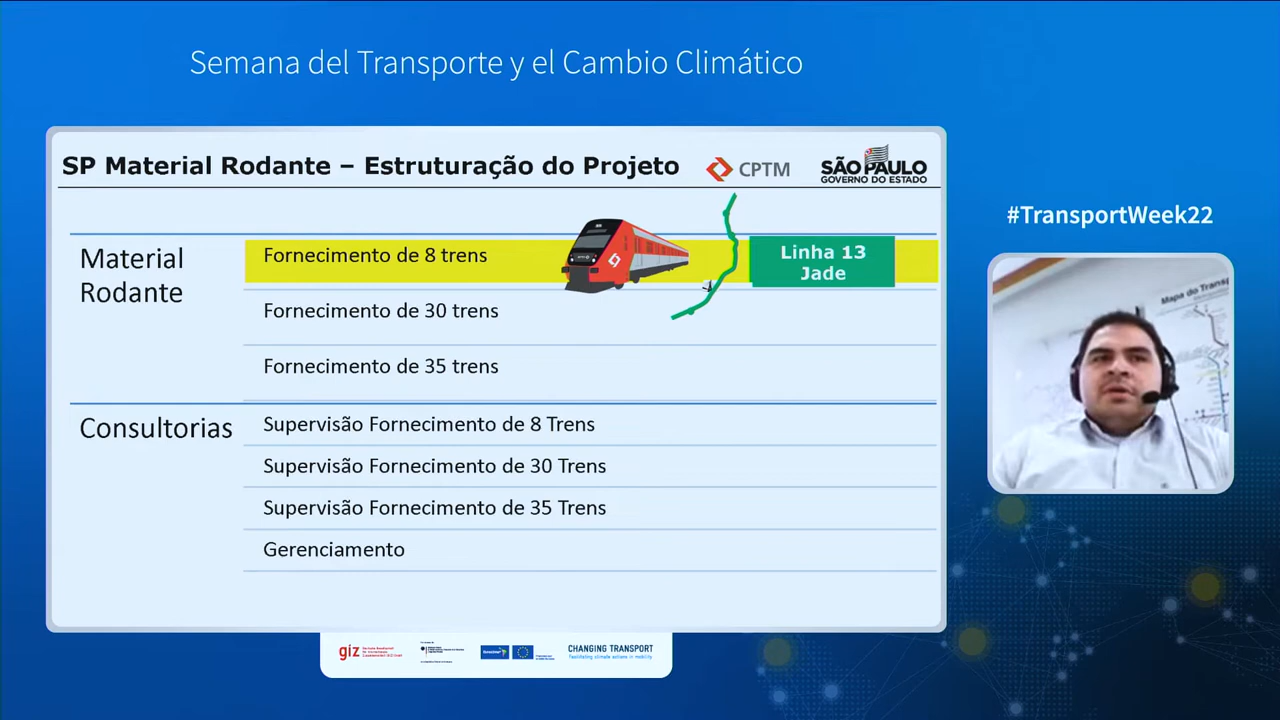 Semana del Transporte y el Cambio Climático
SP Material Rodante – Estruturação do Projeto
CPTM
SÃO PAULO
GOVERNO DO ESTADO
Material
Rodante
Fornecimento de 8 trens
Linha 13
Jade
Fornecimento de 30 trens
Fornecimento de 35 trens
Consultorias
Supervisão Fornecimento de 8 Trens
Supervisão Fornecimento de 30 Trens
Supervisão Fornecimento de 35 Trens
Gerenciamento
#TransportWeek22
Mapa do Transp
giz
CHANGING TRANSPORT
Facilitating climate actions in mobility